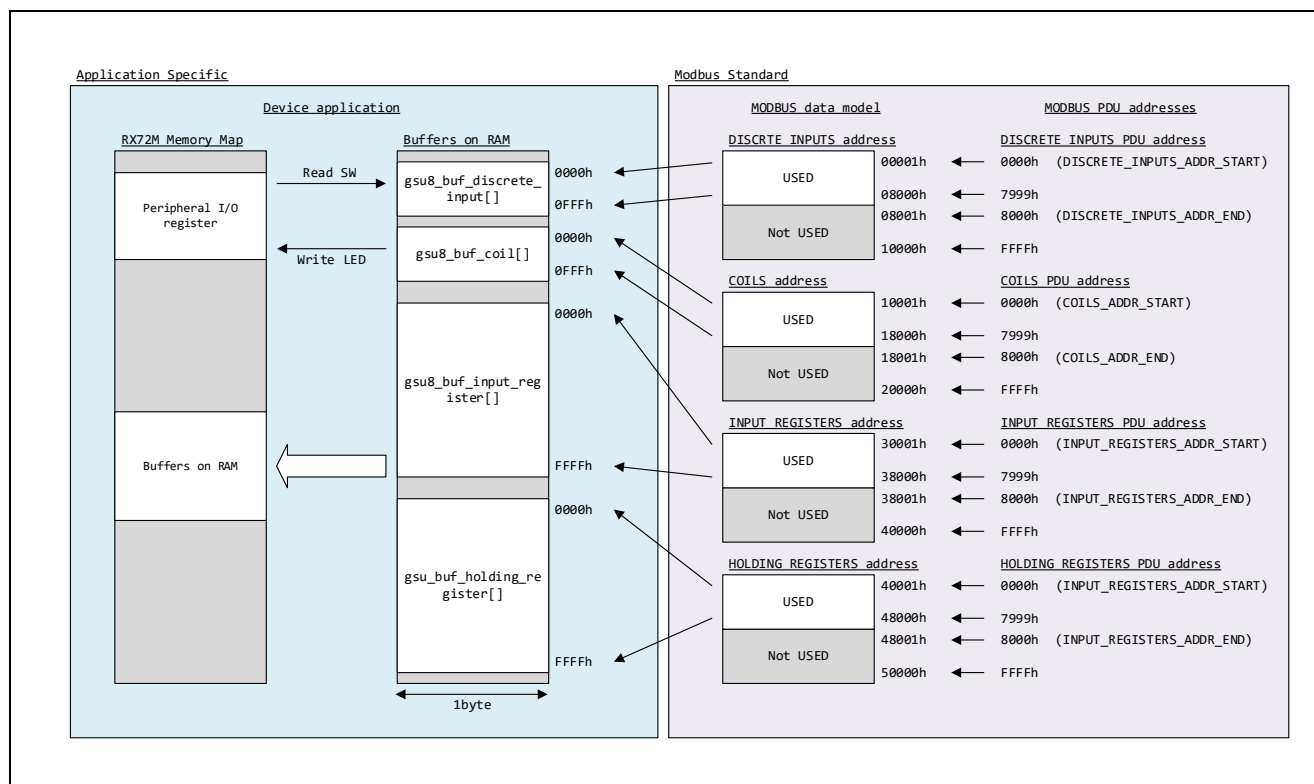 Application Specific
Device application
RX72M Memory Map
Peripheral I/O
register
Buffers on RAM
Read SW
Write LED
Buffers on RAM
gsu8_buf_discrete_
input[]
0000h
0FFFh
gsu8_buf_coil[]
0000h
0FFFh
gsu8_buf_input_reg
ister[]
0000h
FFFFh
gsu_buf_holding_re
gister[]
0000h
FFFFh
1byte
Modbus Standard
MODBUS data model
MODBUS PDU addresses
DISCRTE INPUTS address
DISCRETE INPUTS PDU address
USED
Not USED
00001h
0000h (DISCRETE_INPUTS_ADDR_START)
08000h
7999h
08001h
8000h (DISCRETE_INPUTS_ADDR_END)
10000h
FFFFh
COILS address
COILS PDU address
USED
Not USED
10001h
0000h (COILS_ADDR_START)
18000h
7999h
18001h
8000h (COILS_ADDR_END)
20000h
FFFFh
INPUT REGISTERS address
INPUT REGISTERS PDU address
USED
Not USED
30001h
0000h (INPUT_REGISTERS_ADDR_START)
38000h
7999h
38001h
8000h (INPUT_REGISTERS_ADDR_END)
40000h
FFFFh
HOLDING REGISTERS address
HOLDING REGISTERS PDU address
USED
Not USED
40001h
0000h (INPUT_REGISTERS_ADDR_START)
48000h
7999h
48001h
8000h (INPUT_REGISTERS_ADDR_END)
50000h
FFFFh